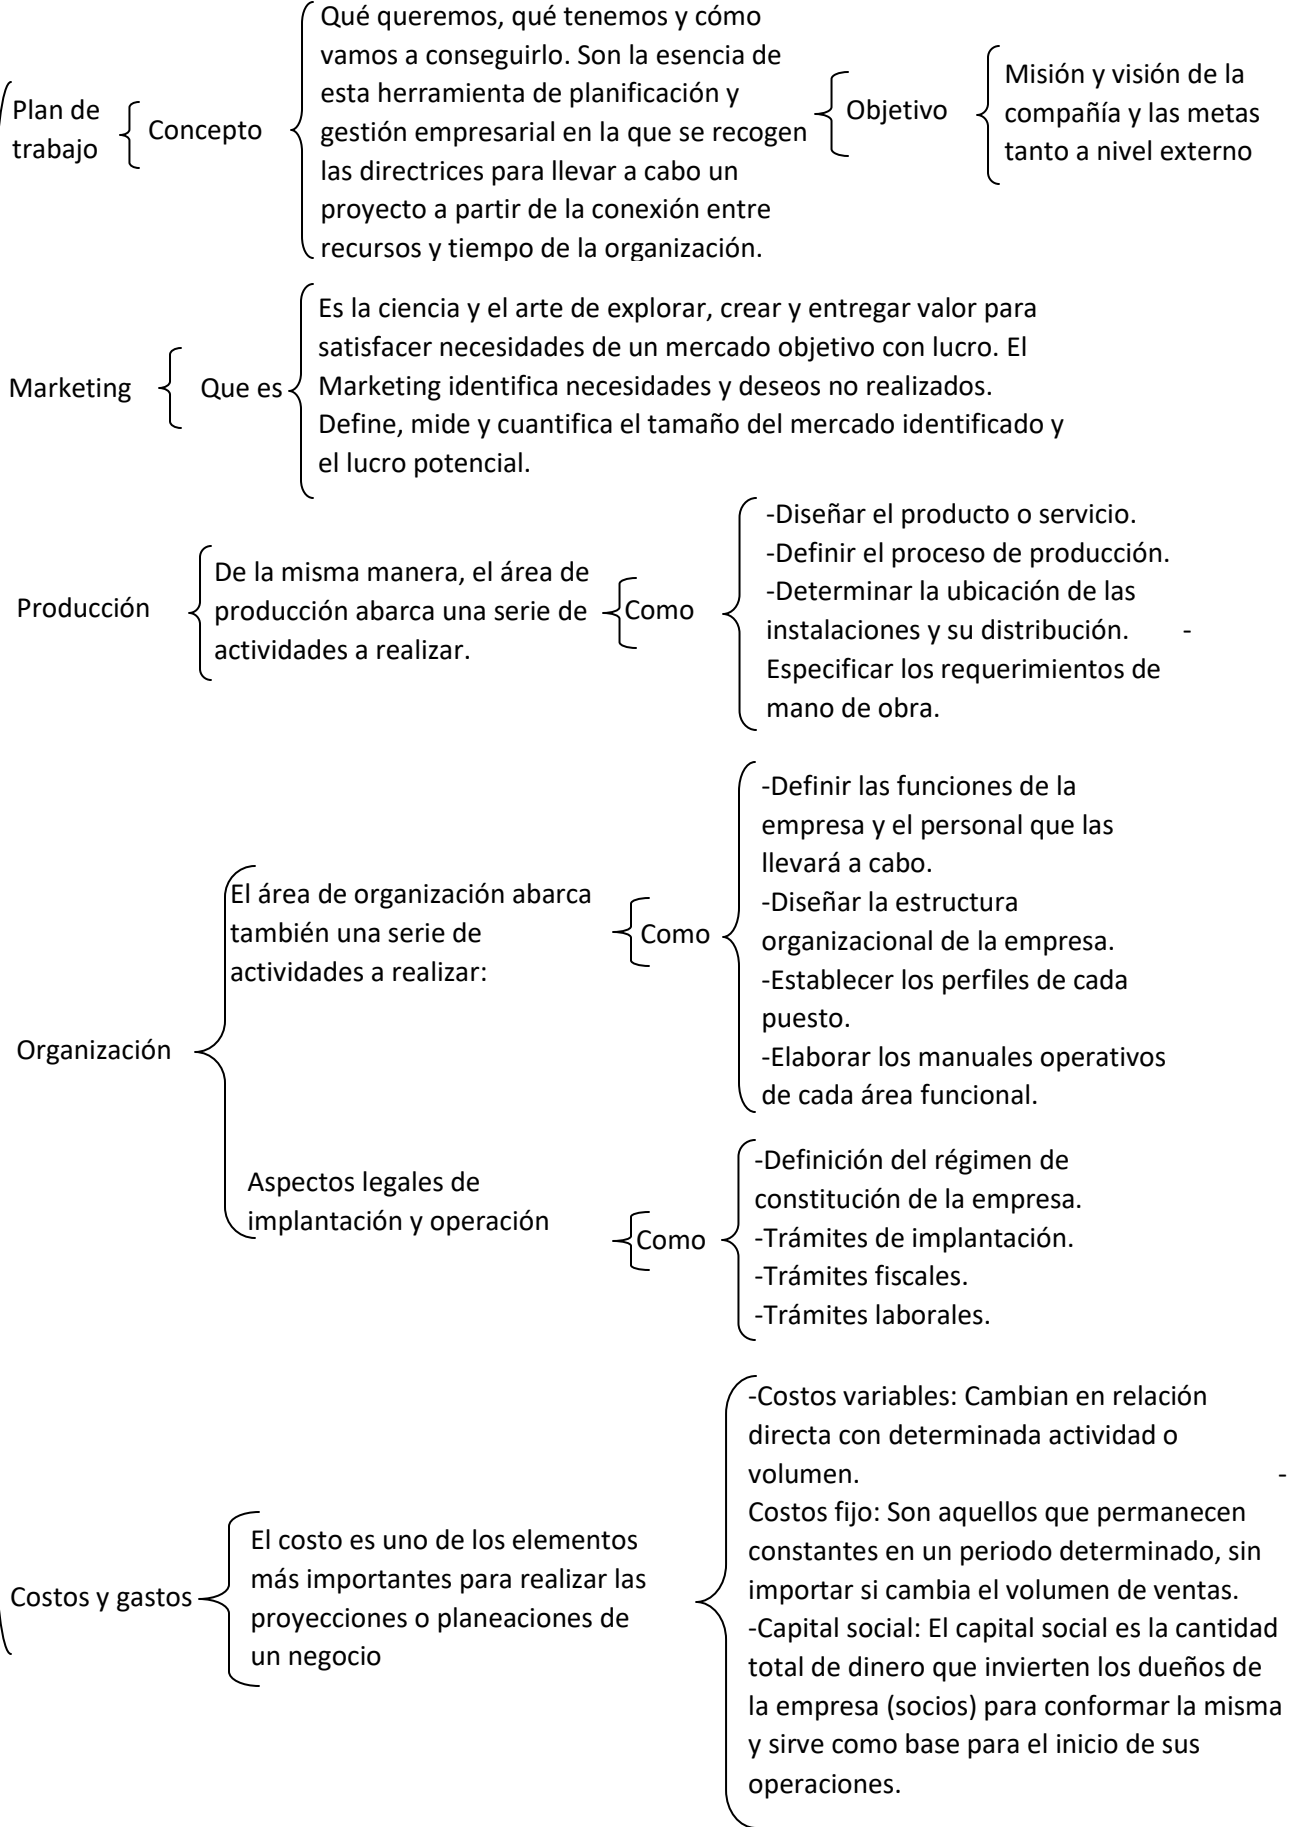 Plan de
trabajo
Concepto
Qué queremos, qué tenemos y cómo
vamos a conseguirlo. Son la esencia de
esta herramienta de planificación y
gestión empresarial en la que se recogen
las directrices para llevar a cabo un
proyecto a partir de la conexión entre
recursos y tiempo de la organización.
Objetivo
Misión y visión de la
compañía y las metas
tanto a nivel externo
Marketing
Que es
Es la ciencia y el arte de explorar, crear y entregar valor para
satisfacer necesidades de un mercado objetivo con lucro. El
Marketing identifica necesidades y deseos no realizados.
Define, mide y cuantifica el tamaño del mercado identificado y
el lucro potencial.
Producción
De la misma manera, el área de
producción abarca una serie de
actividades a realizar.
Como
-Diseñar el producto o servicio.
-Definir el proceso de producción.
-Determinar la ubicación de las
instalaciones y su distribución. -
Especificar los requerimientos de
mano de obra.
Organización
El área de organización abarca
también una serie de
actividades a realizar:
Como
-Definir las funciones de la
empresa y el personal que las
llevará a cabo.
-Diseñar la estructura
organizacional de la empresa.
-Establecer los perfiles de cada
puesto.
-Elaborar los manuales operativos
de cada área funcional.
Aspectos legales de
implantación y operación
Como
-Definición del régimen de
constitución de la empresa.
-Trámites de implantación.
-Trámites fiscales.
-Trámites laborales.
Costos y gastos
El costo es uno de los elementos
más importantes para realizar las
proyecciones o planeaciones de
un negocio
-Costos variables: Cambian en relación
directa con determinada actividad o
volumen. -
Costos fijo: Son aquellos que permanecen
constantes en un periodo determinado, sin
importar si cambia el volumen de ventas.
-Capital social: El capital social es la cantidad
total de dinero que invierten los dueños de
la empresa (socios) para conformar la misma
y sirve como base para el inicio de sus
operaciones.